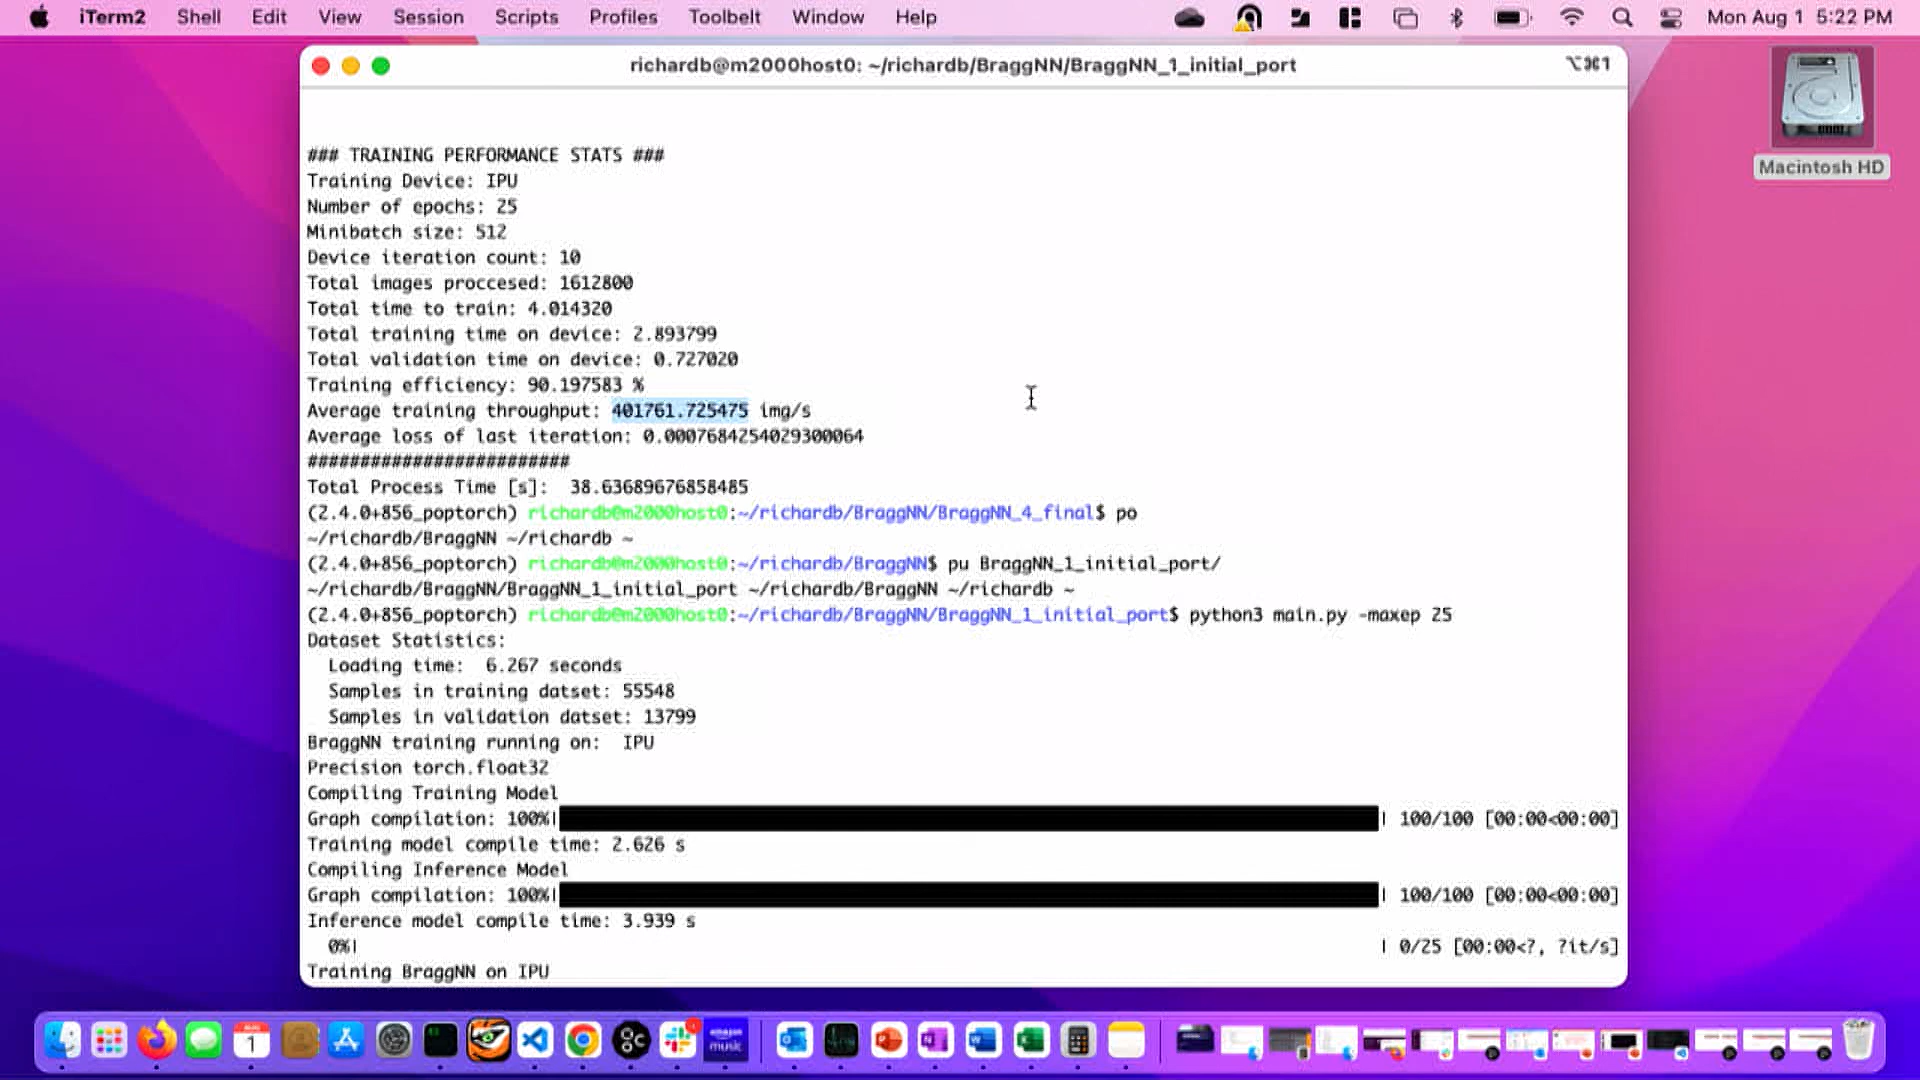 iTerm2 Shell Edit View Session Scripts Profiles Toolbelt Window Help Mon Aug 1 5:22 PM
richardb@m2000host0: ~/richardb/BraggNN/BraggNN_1_initial_port ⌥⌘1
Macintosh HD
### TRAINING PERFORMANCE STATS ###
Training Device: IPU
Number of epochs: 25
Minibatch size: 512
Device iteration count: 10
Total images proccesed: 1612800
Total time to train: 4.014320
Total training time on device: 2.893799
Total validation time on device: 0.727020
Training efficiency: 90.197583 %
Average training throughput: 401761.725475 img/s
Average loss of last iteration: 0.0007684254029300064
#########################
Total Process Time [s]:  38.63689676858485
(2.4.0+856_poptorch) richardb@m2000host0:~/richardb/BraggNN/BraggNN_4_final$ po
~/richardb/BraggNN ~/richardb ~
(2.4.0+856_poptorch) richardb@m2000host0:~/richardb/BraggNN$ pu BraggNN_1_initial_port/
~/richardb/BraggNN/BraggNN_1_initial_port ~/richardb/BraggNN ~/richardb ~
(2.4.0+856_poptorch) richardb@m2000host0:~/richardb/BraggNN/BraggNN_1_initial_port$ python3 main.py -maxep 25
Dataset Statistics:
  Loading time:  6.267 seconds
  Samples in training datset: 55548
  Samples in validation datset: 13799
BraggNN training running on:  IPU
Precision torch.float32
Compiling Training Model
Graph compilation: 100%| | 100/100 [00:00<00:00]
Training model compile time: 2.626 s
Compiling Inference Model
Graph compilation: 100%| | 100/100 [00:00<00:00]
Inference model compile time: 3.939 s
  0%| | 0/25 [00:00<?, ?it/s]
Training BraggNN on IPU
AUG
1
amazon music